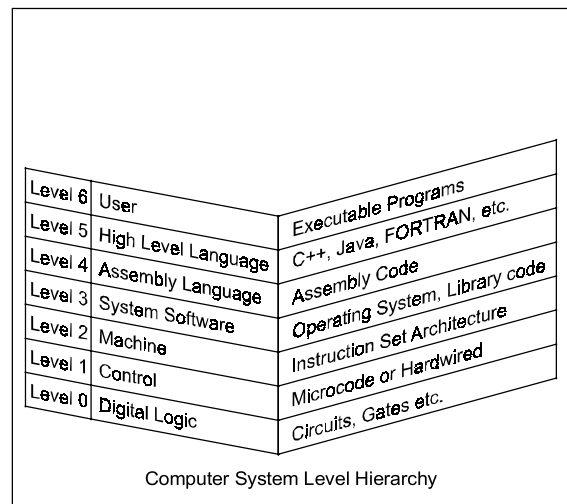 Level 6 User Executable Programs
Level 5 High Level Language C++, Java, FORTRAN, etc.
Level 4 Assembly Language Assembly Code
Level 3 System Software Operating System, Library code
Level 2 Machine Instruction Set Architecture
Level 1 Control Microcode or Hardwired
Level 0 Digital Logic Circuits, Gates etc.
Computer System Level Hierarchy